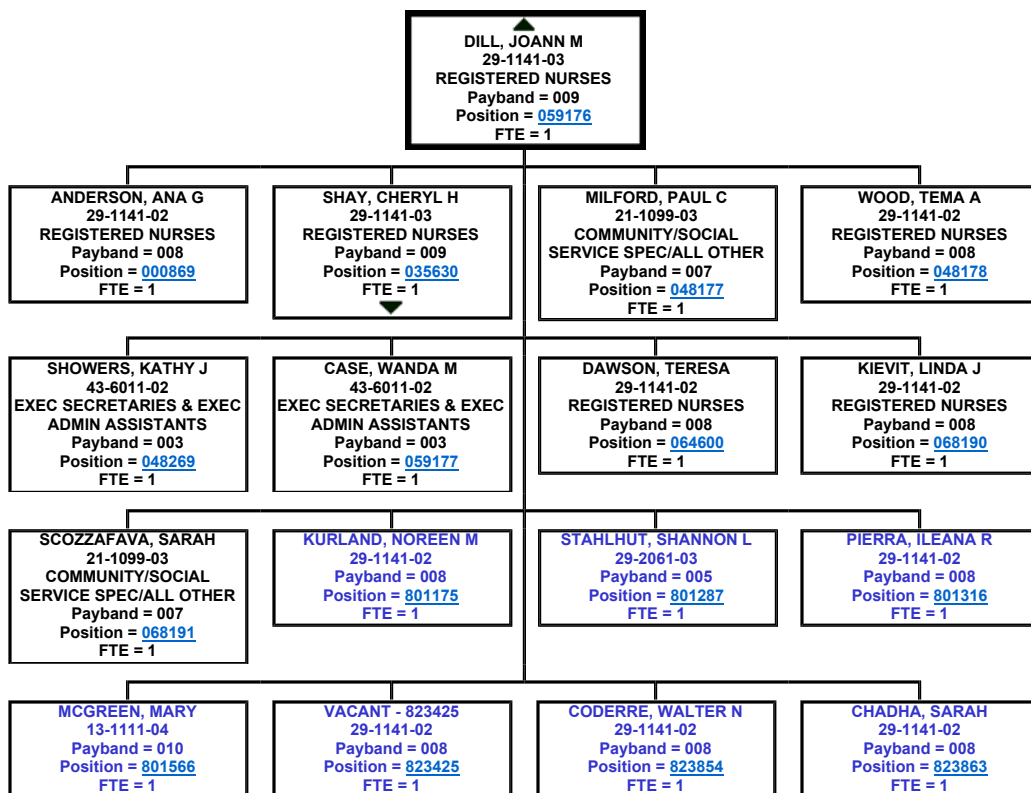 DILL, JOANN M
29-1141-03
REGISTERED NURSES
Payband = 009
Position = 059176
FTE = 1
ANDERSON, ANA G
29-1141-02
REGISTERED NURSES
Payband = 008
Position = 000869
FTE = 1
SHAY, CHERYL H
29-1141-03
REGISTERED NURSES
Payband = 009
Position = 035630
FTE = 1
MILFORD, PAUL C
21-1099-03
COMMUNITY/SOCIAL
SERVICE SPEC/ALL OTHER
Payband = 007
Position = 048177
FTE = 1
WOOD, TEMA A
29-1141-02
REGISTERED NURSES
Payband = 008
Position = 048178
FTE = 1
SHOWERS, KATHY J
43-6011-02
EXEC SECRETARIES & EXEC
ADMIN ASSISTANTS
Payband = 003
Position = 048269
FTE = 1
CASE, WANDA M
43-6011-02
EXEC SECRETARIES & EXEC
ADMIN ASSISTANTS
Payband = 003
Position = 059177
FTE = 1
DAWSON, TERESA
29-1141-02
REGISTERED NURSES
Payband = 008
Position = 064600
FTE = 1
KIEVIT, LINDA J
29-1141-02
REGISTERED NURSES
Payband = 008
Position = 068190
FTE = 1
SCOZZAFAVA, SARAH
21-1099-03
COMMUNITY/SOCIAL
SERVICE SPEC/ALL OTHER
Payband = 007
Position = 068191
FTE = 1
KURLAND, NOREEN M
29-1141-02
Payband = 008
Position = 801175
FTE = 1
STAHLHUT, SHANNON L
29-2061-03
Payband = 005
Position = 801287
FTE = 1
PIERRA, ILEANA R
29-1141-02
Payband = 008
Position = 801316
FTE = 1
MCGREEN, MARY
13-1111-04
Payband = 010
Position = 801566
FTE = 1
VACANT - 823425
29-1141-02
Payband = 008
Position = 823425
FTE = 1
CODERRE, WALTER N
29-1141-02
Payband = 008
Position = 823854
FTE = 1
CHADHA, SARAH
29-1141-02
Payband = 008
Position = 823863
FTE = 1